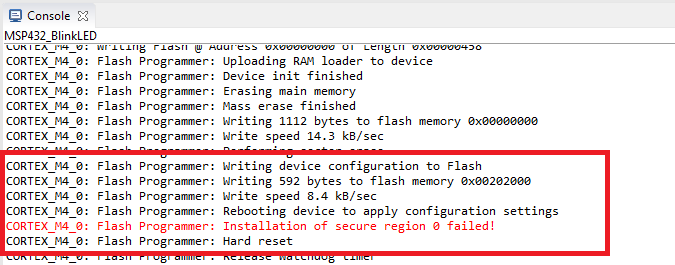 Console
MSP432_BlinkLED
CORTEX_M4_0: Writing Flash @ Address 0x00000000 of Length 0x00000458
CORTEX_M4_0: Flash Programmer: Uploading RAM loader to device
CORTEX_M4_0: Flash Programmer: Device init finished
CORTEX_M4_0: Flash Programmer: Erasing main memory
CORTEX_M4_0: Flash Programmer: Mass erase finished
CORTEX_M4_0: Flash Programmer: Writing 1112 bytes to flash memory 0x00000000
CORTEX_M4_0: Flash Programmer: Write speed 14.3 kB/sec
CORTEX_M4_0: Flash Programmer: Performing sector erase
CORTEX_M4_0: Flash Programmer: Writing device configuration to Flash
CORTEX_M4_0: Flash Programmer: Writing 592 bytes to flash memory 0x00202000
CORTEX_M4_0: Flash Programmer: Write speed 8.4 kB/sec
CORTEX_M4_0: Flash Programmer: Rebooting device to apply configuration settings
CORTEX_M4_0: Flash Programmer: Installation of secure region 0 failed!
CORTEX_M4_0: Flash Programmer: Hard reset
CORTEX_M4_0: Flash Programmer: Release watchdog timer